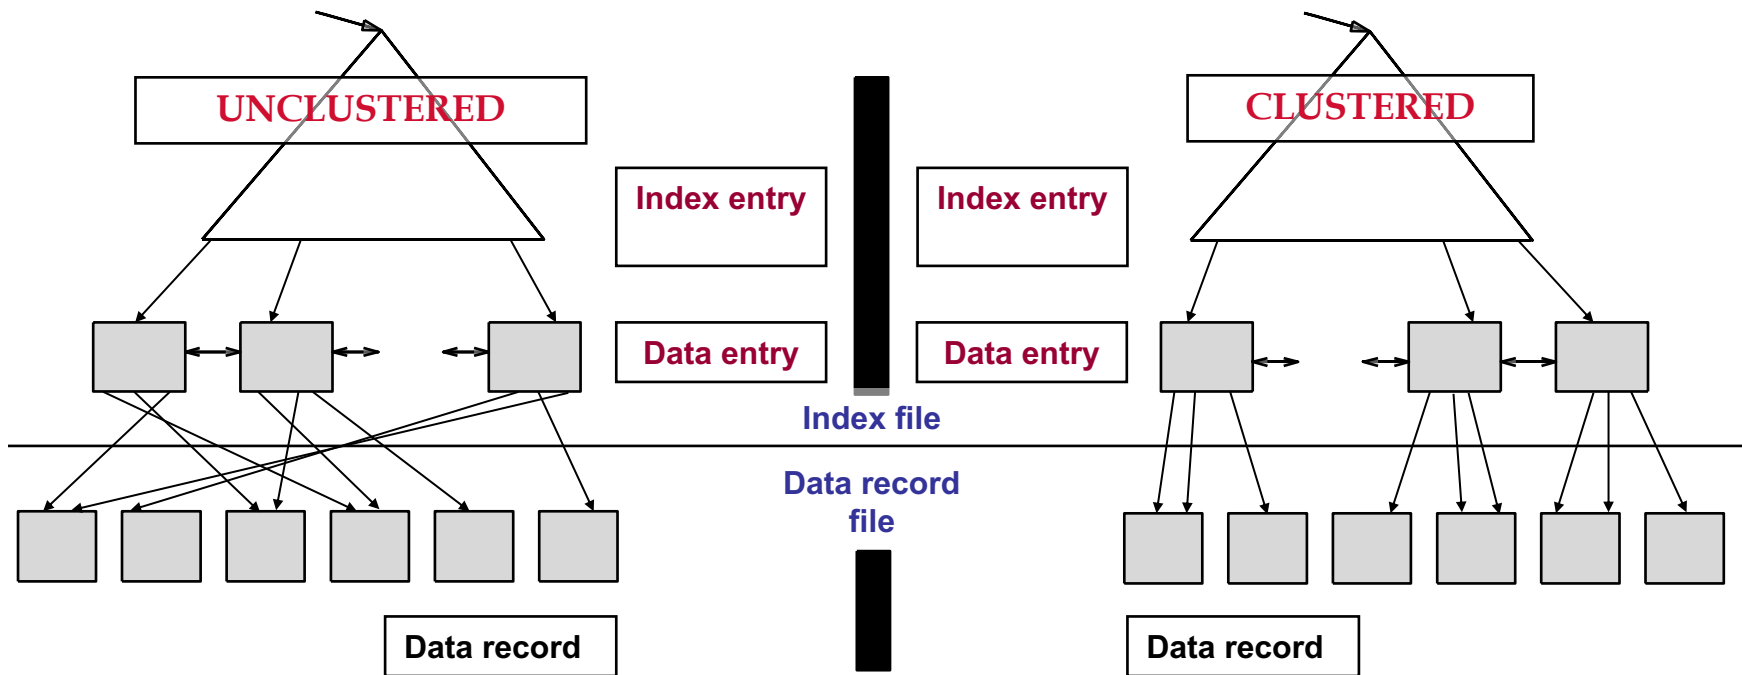 UNCLUSTERED
CLUSTERED
Index entry
Index entry
Data entry
Data entry
Index file
Data record
file
Data record
Data record